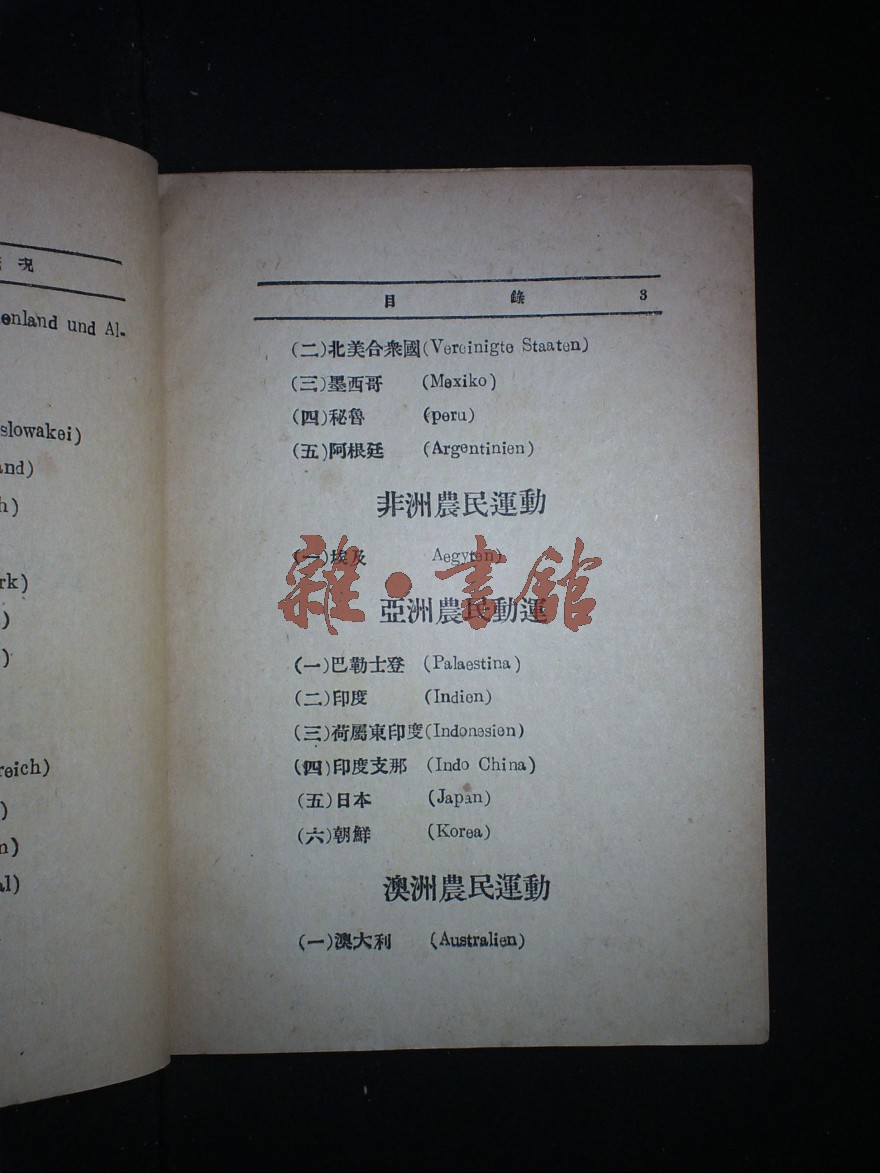 況
enland und Al-
slowakei)
and)
h)
rk)
)
)
reich)
)
n)
al)
目 錄 3
(二)北美合衆國(Vereinigte Staaten)
(三)墨西哥 (Mexiko)
(四)秘魯 (peru)
(五)阿根廷 (Argentinien)
非洲農民運動
(一)埃及 Aegyten)
亞洲農民動運
(一)巴勒士登 (Palaestina)
(二)印度 (Indien)
(三)荷屬東印度(Indonesien)
(四)印度支那 (Indo China)
(五)日本 (Japan)
(六)朝鮮 (Korea)
澳洲農民運動
(一)澳大利 (Australien)
雜·書館